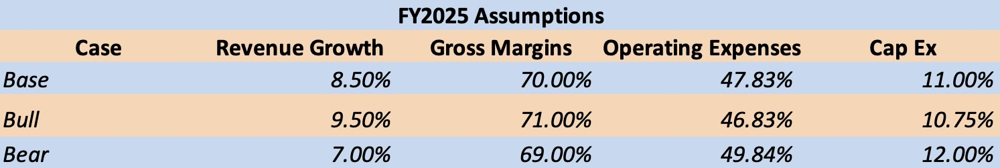 FY2025 Assumptions
Case Revenue Growth Gross Margins Operating Expenses Cap Ex
Base 8.50% 70.00% 47.83% 11.00%
Bull 9.50% 71.00% 46.83% 10.75%
Bear 7.00% 69.00% 49.84% 12.00%